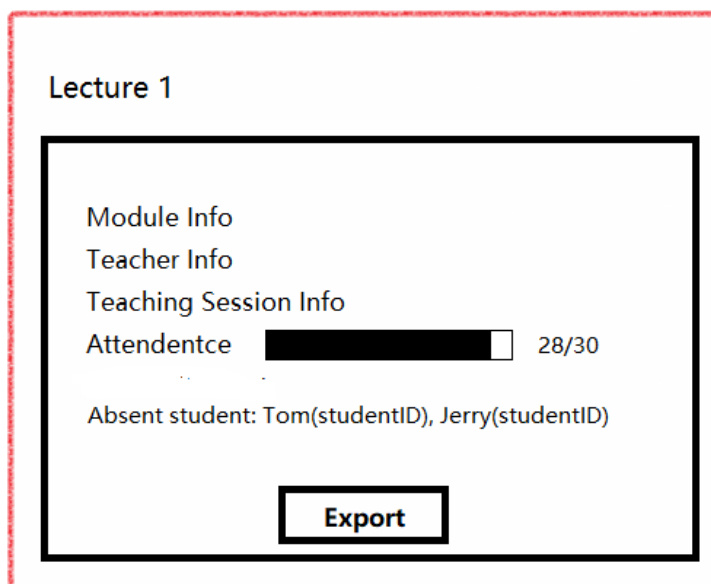 Lecture 1
Module Info
Teacher Info
Teaching Session Info
Attendentce 28/30
Absent student: Tom(studentID), Jerry(studentID)
Export